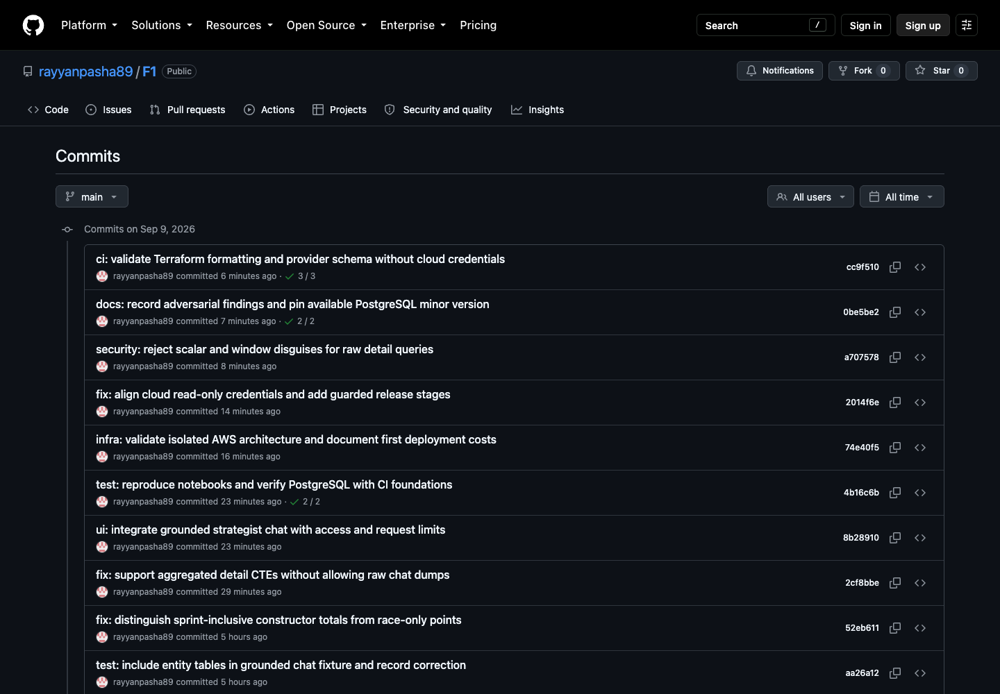 Platform Solutions Resources Open Source Enterprise Pricing Search / Sign in Sign up
rayyanpasha89 / F1 Public Notifications Fork 0 Star 0
Code Issues Pull requests Actions Projects Security and quality Insights
Commits
main All users All time
Commits on Sep 9, 2026
ci: validate Terraform formatting and provider schema without cloud credentials
rayyanpasha89 committed 6 minutes ago · 3 / 3
cc9f510
docs: record adversarial findings and pin available PostgreSQL minor version
rayyanpasha89 committed 7 minutes ago · 2 / 2
0be5be2
security: reject scalar and window disguises for raw detail queries
rayyanpasha89 committed 8 minutes ago
a707578
fix: align cloud read-only credentials and add guarded release stages
rayyanpasha89 committed 14 minutes ago
2014f6e
infra: validate isolated AWS architecture and document first deployment costs
rayyanpasha89 committed 16 minutes ago
74e40f5
test: reproduce notebooks and verify PostgreSQL with CI foundations
rayyanpasha89 committed 23 minutes ago · 2 / 2
4b16c6b
ui: integrate grounded strategist chat with access and request limits
rayyanpasha89 committed 23 minutes ago
8b28910
fix: support aggregated detail CTEs without allowing raw chat dumps
rayyanpasha89 committed 29 minutes ago
2cf8bbe
fix: distinguish sprint-inclusive constructor totals from race-only points
rayyanpasha89 committed 5 hours ago
52eb611
test: include entity tables in grounded chat fixture and record correction
rayyanpasha89 committed 5 hours ago
aa26a12